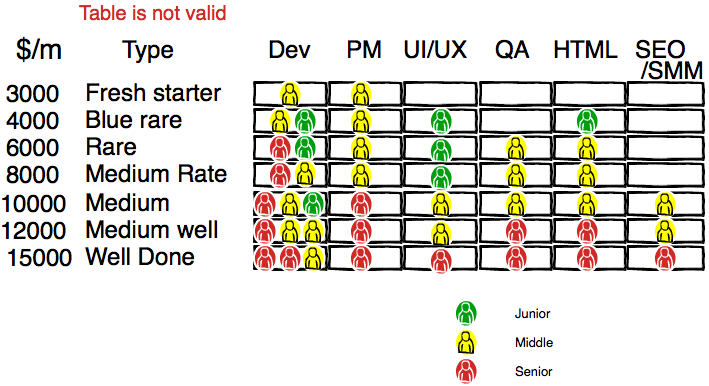 Table is not valid
$/m Type Dev PM UI/UX QA HTML SEO
/SMM
3000 Fresh starter
4000 Blue rare
6000 Rare
8000 Medium Rate
10000 Medium
12000 Medium well
15000 Well Done
Junior
Middle
Senior